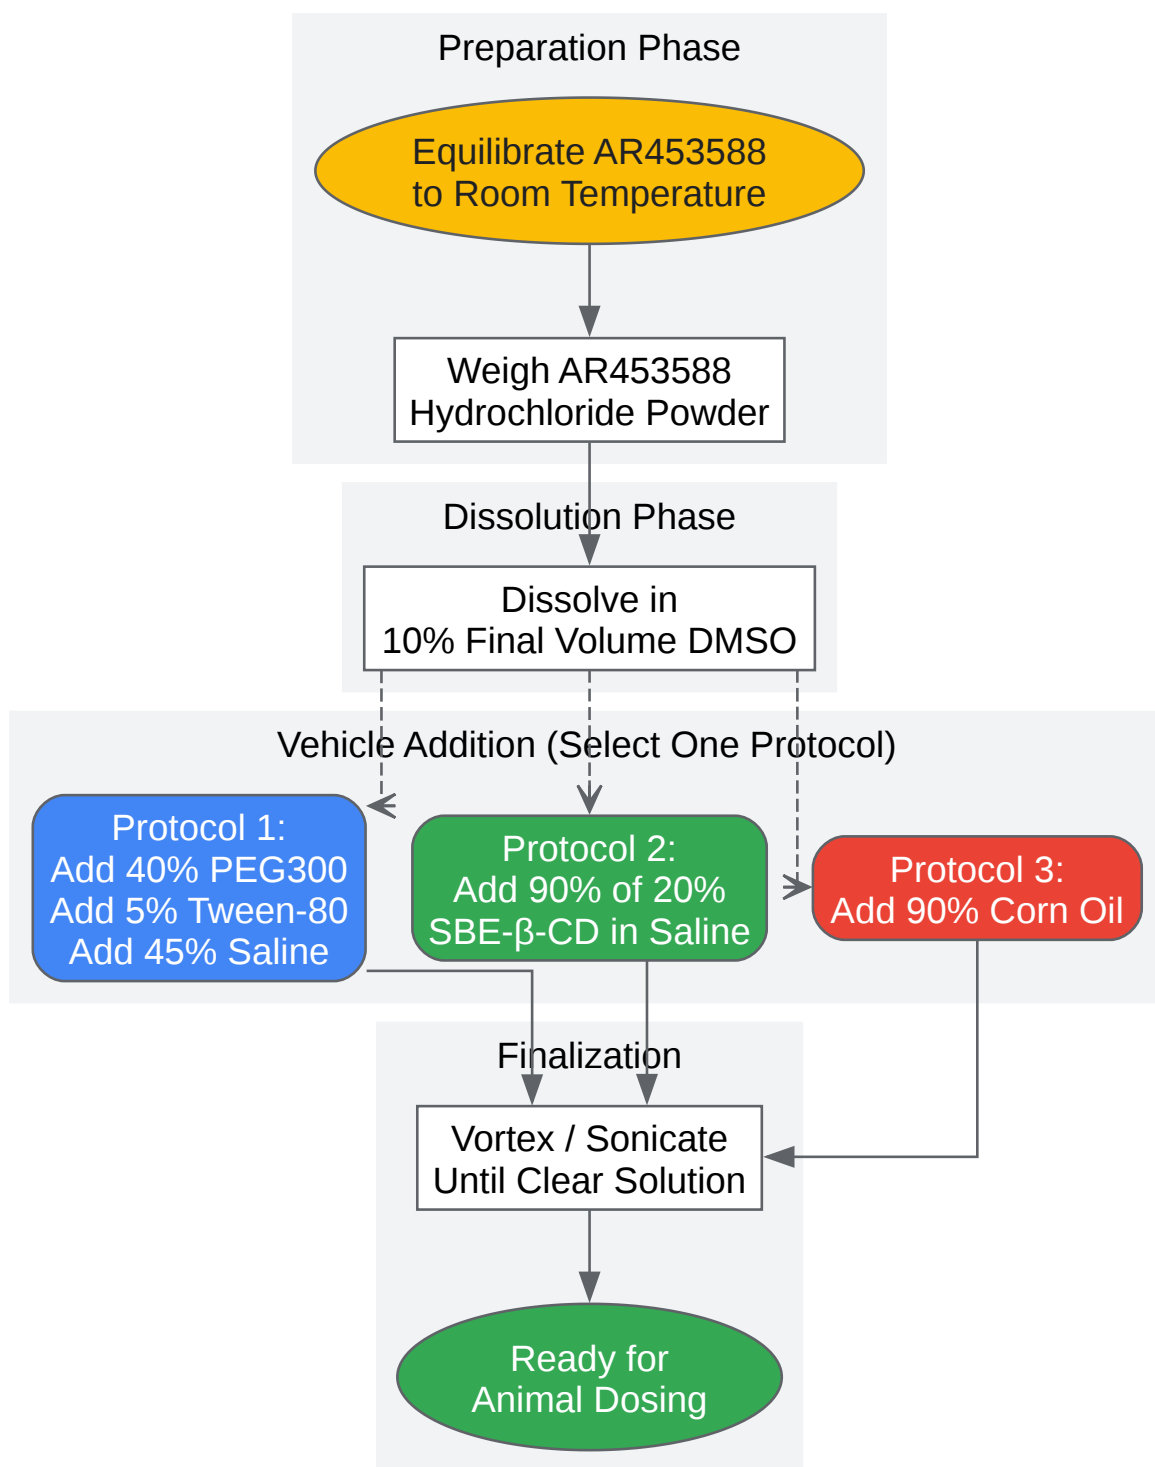 Preparation Phase
Equilibrate AR453588
to Room Temperature
Weigh AR453588
Hydrochloride Powder
Dissolution Phase
Dissolve in
10% Final Volume DMSO
Vehicle Addition (Select One Protocol)
Protocol 1:
Add 40% PEG300
Add 5% Tween-80
Add 45% Saline
Protocol 2:
Add 90% of 20%
SBE-β-CD in Saline
Protocol 3:
Add 90% Corn Oil
Finalization
Vortex / Sonicate
Until Clear Solution
Ready for
Animal Dosing